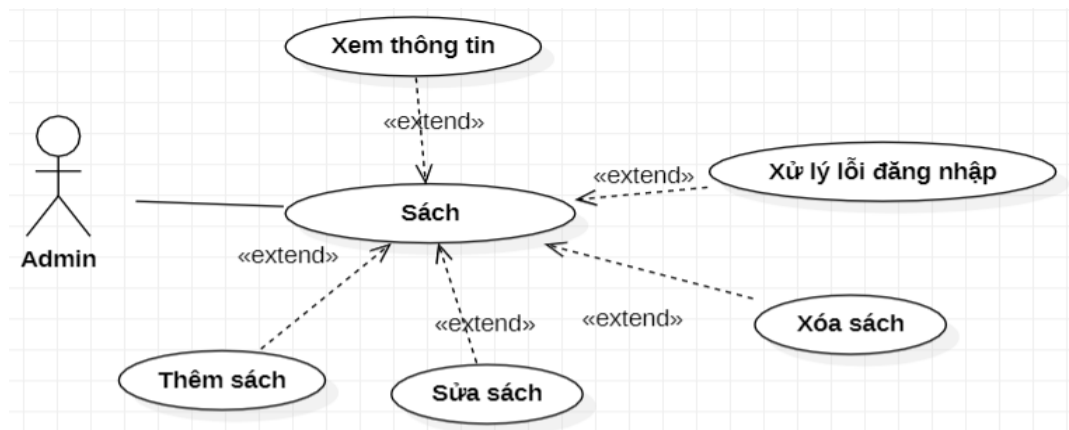 Xem thông tin
«extend»
Xử lý lỗi đăng nhập
«extend»
Sách
Admin
«extend»
«extend»
«extend»
Xóa sách
Thêm sách
Sửa sách